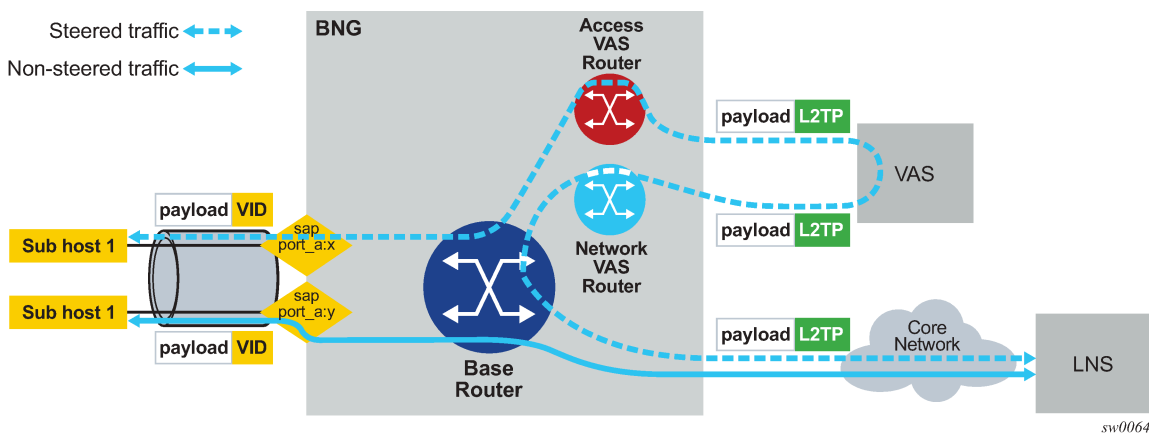 Steered traffic
Non-steered traffic
BNG
Access
VAS
Router
payload L2TP
VAS
payload VID
Sub host 1
sap
port_a:x
Network
VAS
Router
payload L2TP
Sub host 1
sap
port_a:y
payload VID
Base
Router
payload L2TP
Core
Network
LNS
sw0064